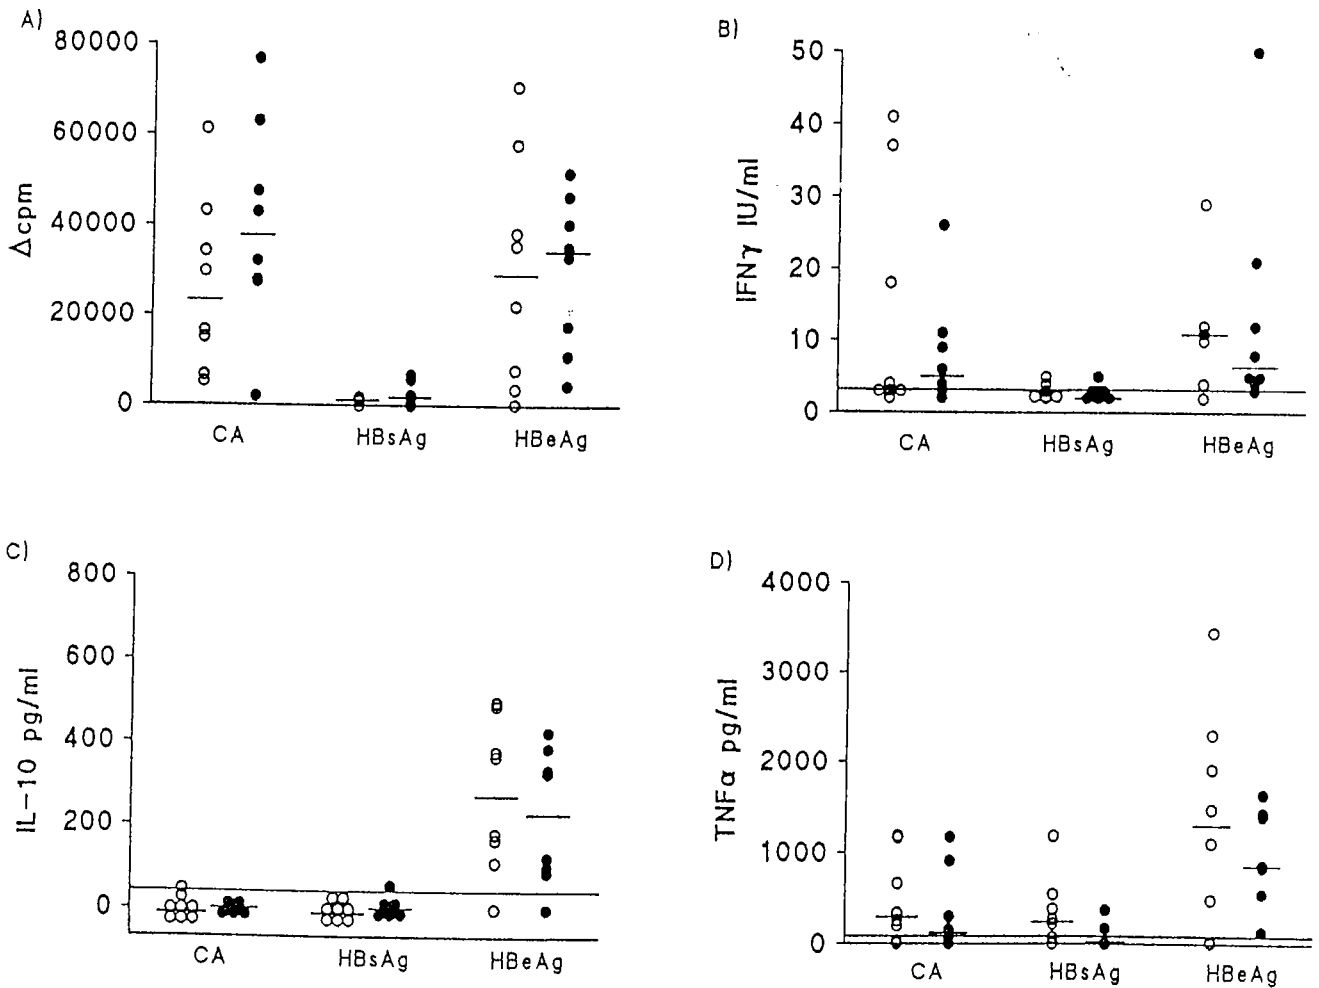 A)
80000
60000
40000
20000
0
Δcpm
CA
HBsAg
HBeAg
B)
50
40
30
20
10
0
IFNγ IU/ml
CA
HBsAg
HBeAg
C)
800
600
400
200
0
IL-10 pg/ml
CA
HBsAg
HBeAg
D)
4000
3000
2000
1000
0
TNFα pg/ml
CA
HBsAg
HBeAg